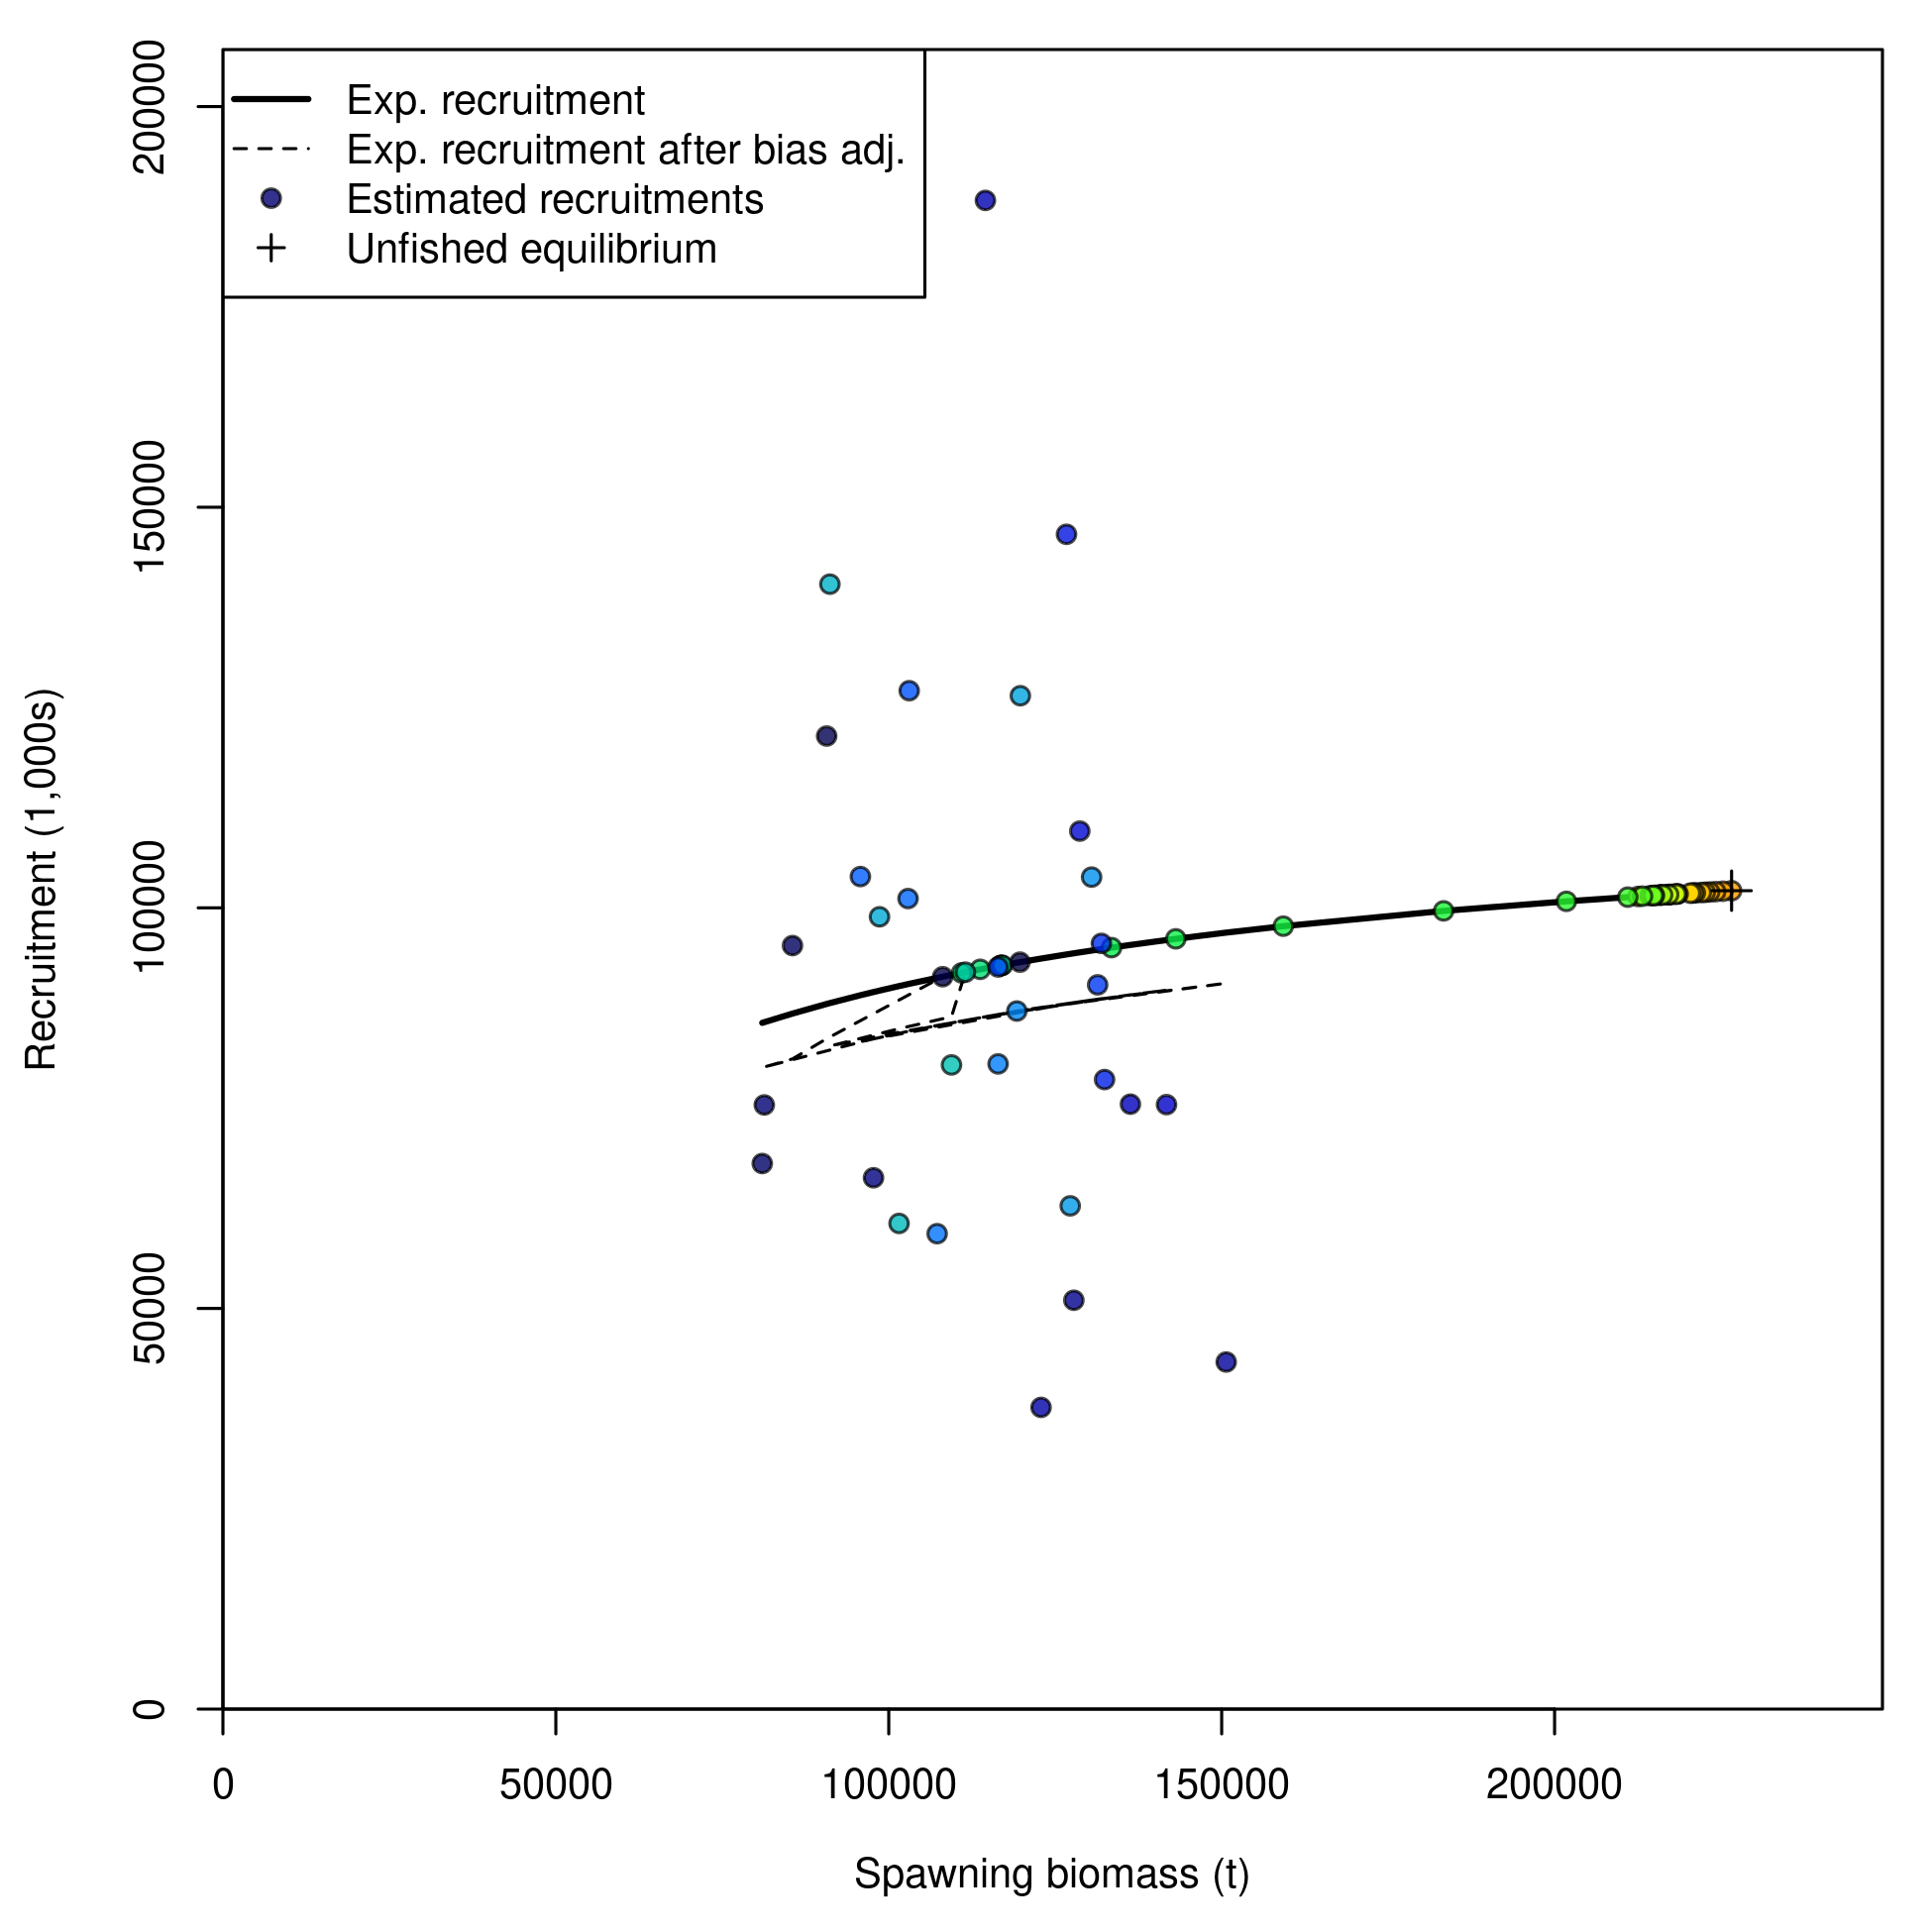 Exp. recruitment
Exp. recruitment after bias adj.
Estimated recruitments
Unfished equilibrium
Recruitment (1,000s)
200000
150000
100000
50000
0
0 50000 100000 150000 200000
Spawning biomass (t)